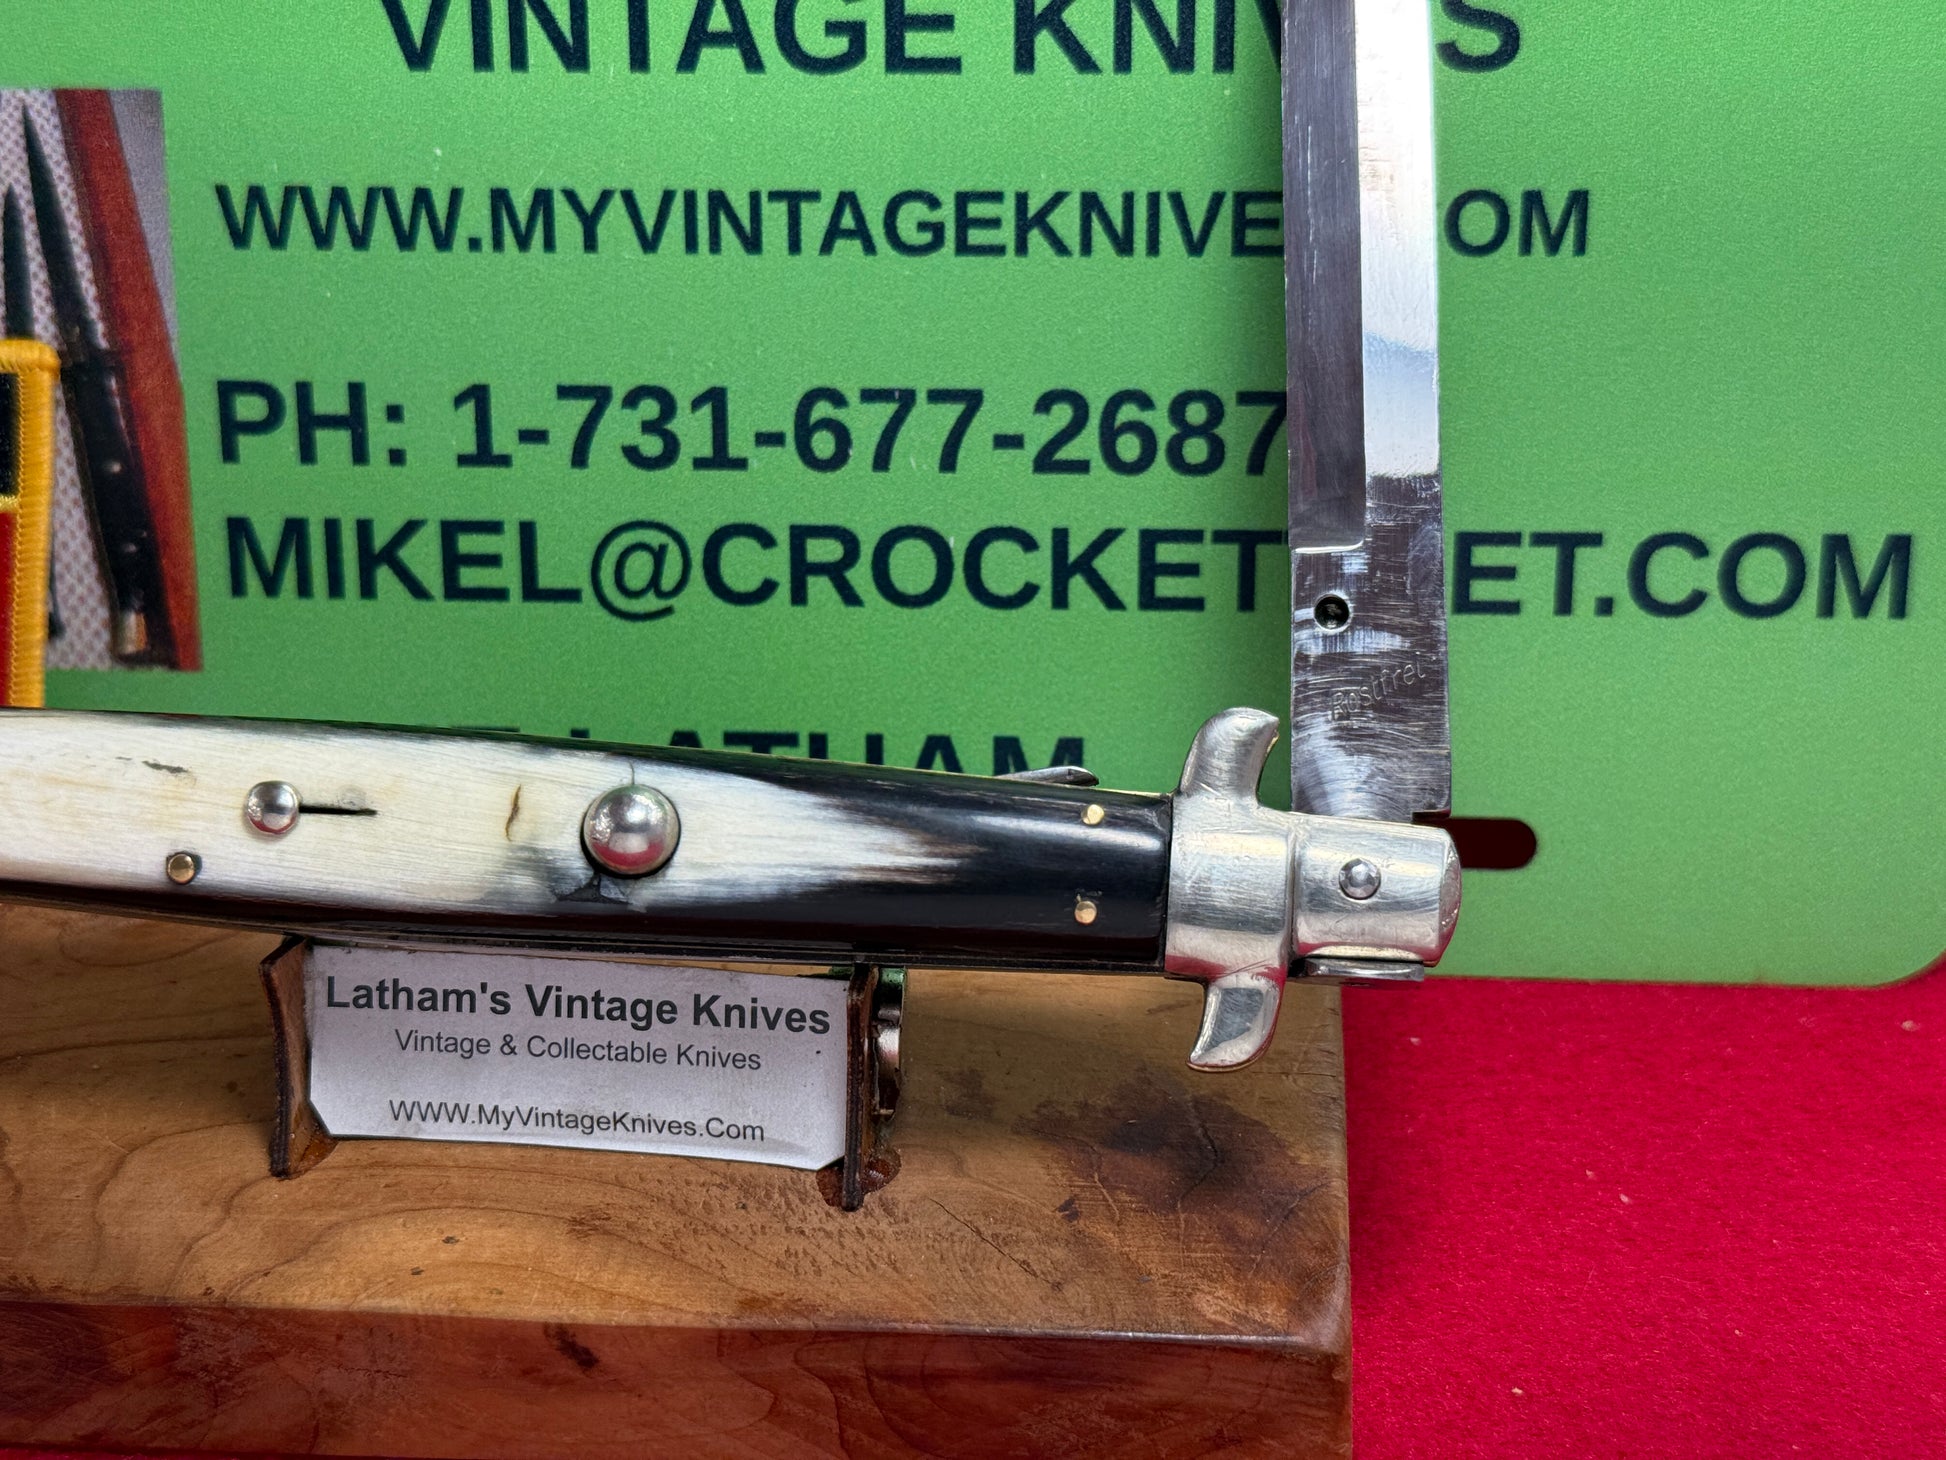 VINTAGE KNIV S
WWW.MYVINTAGEKNIVE OM
PH: 1-731-677-2687
MIKEL@CROCKET ET.COM
LATHAM
Rostfrei
Latham's Vintage Knives
Vintage & Collectable Knives
WWW.MyVintageKnives.Com